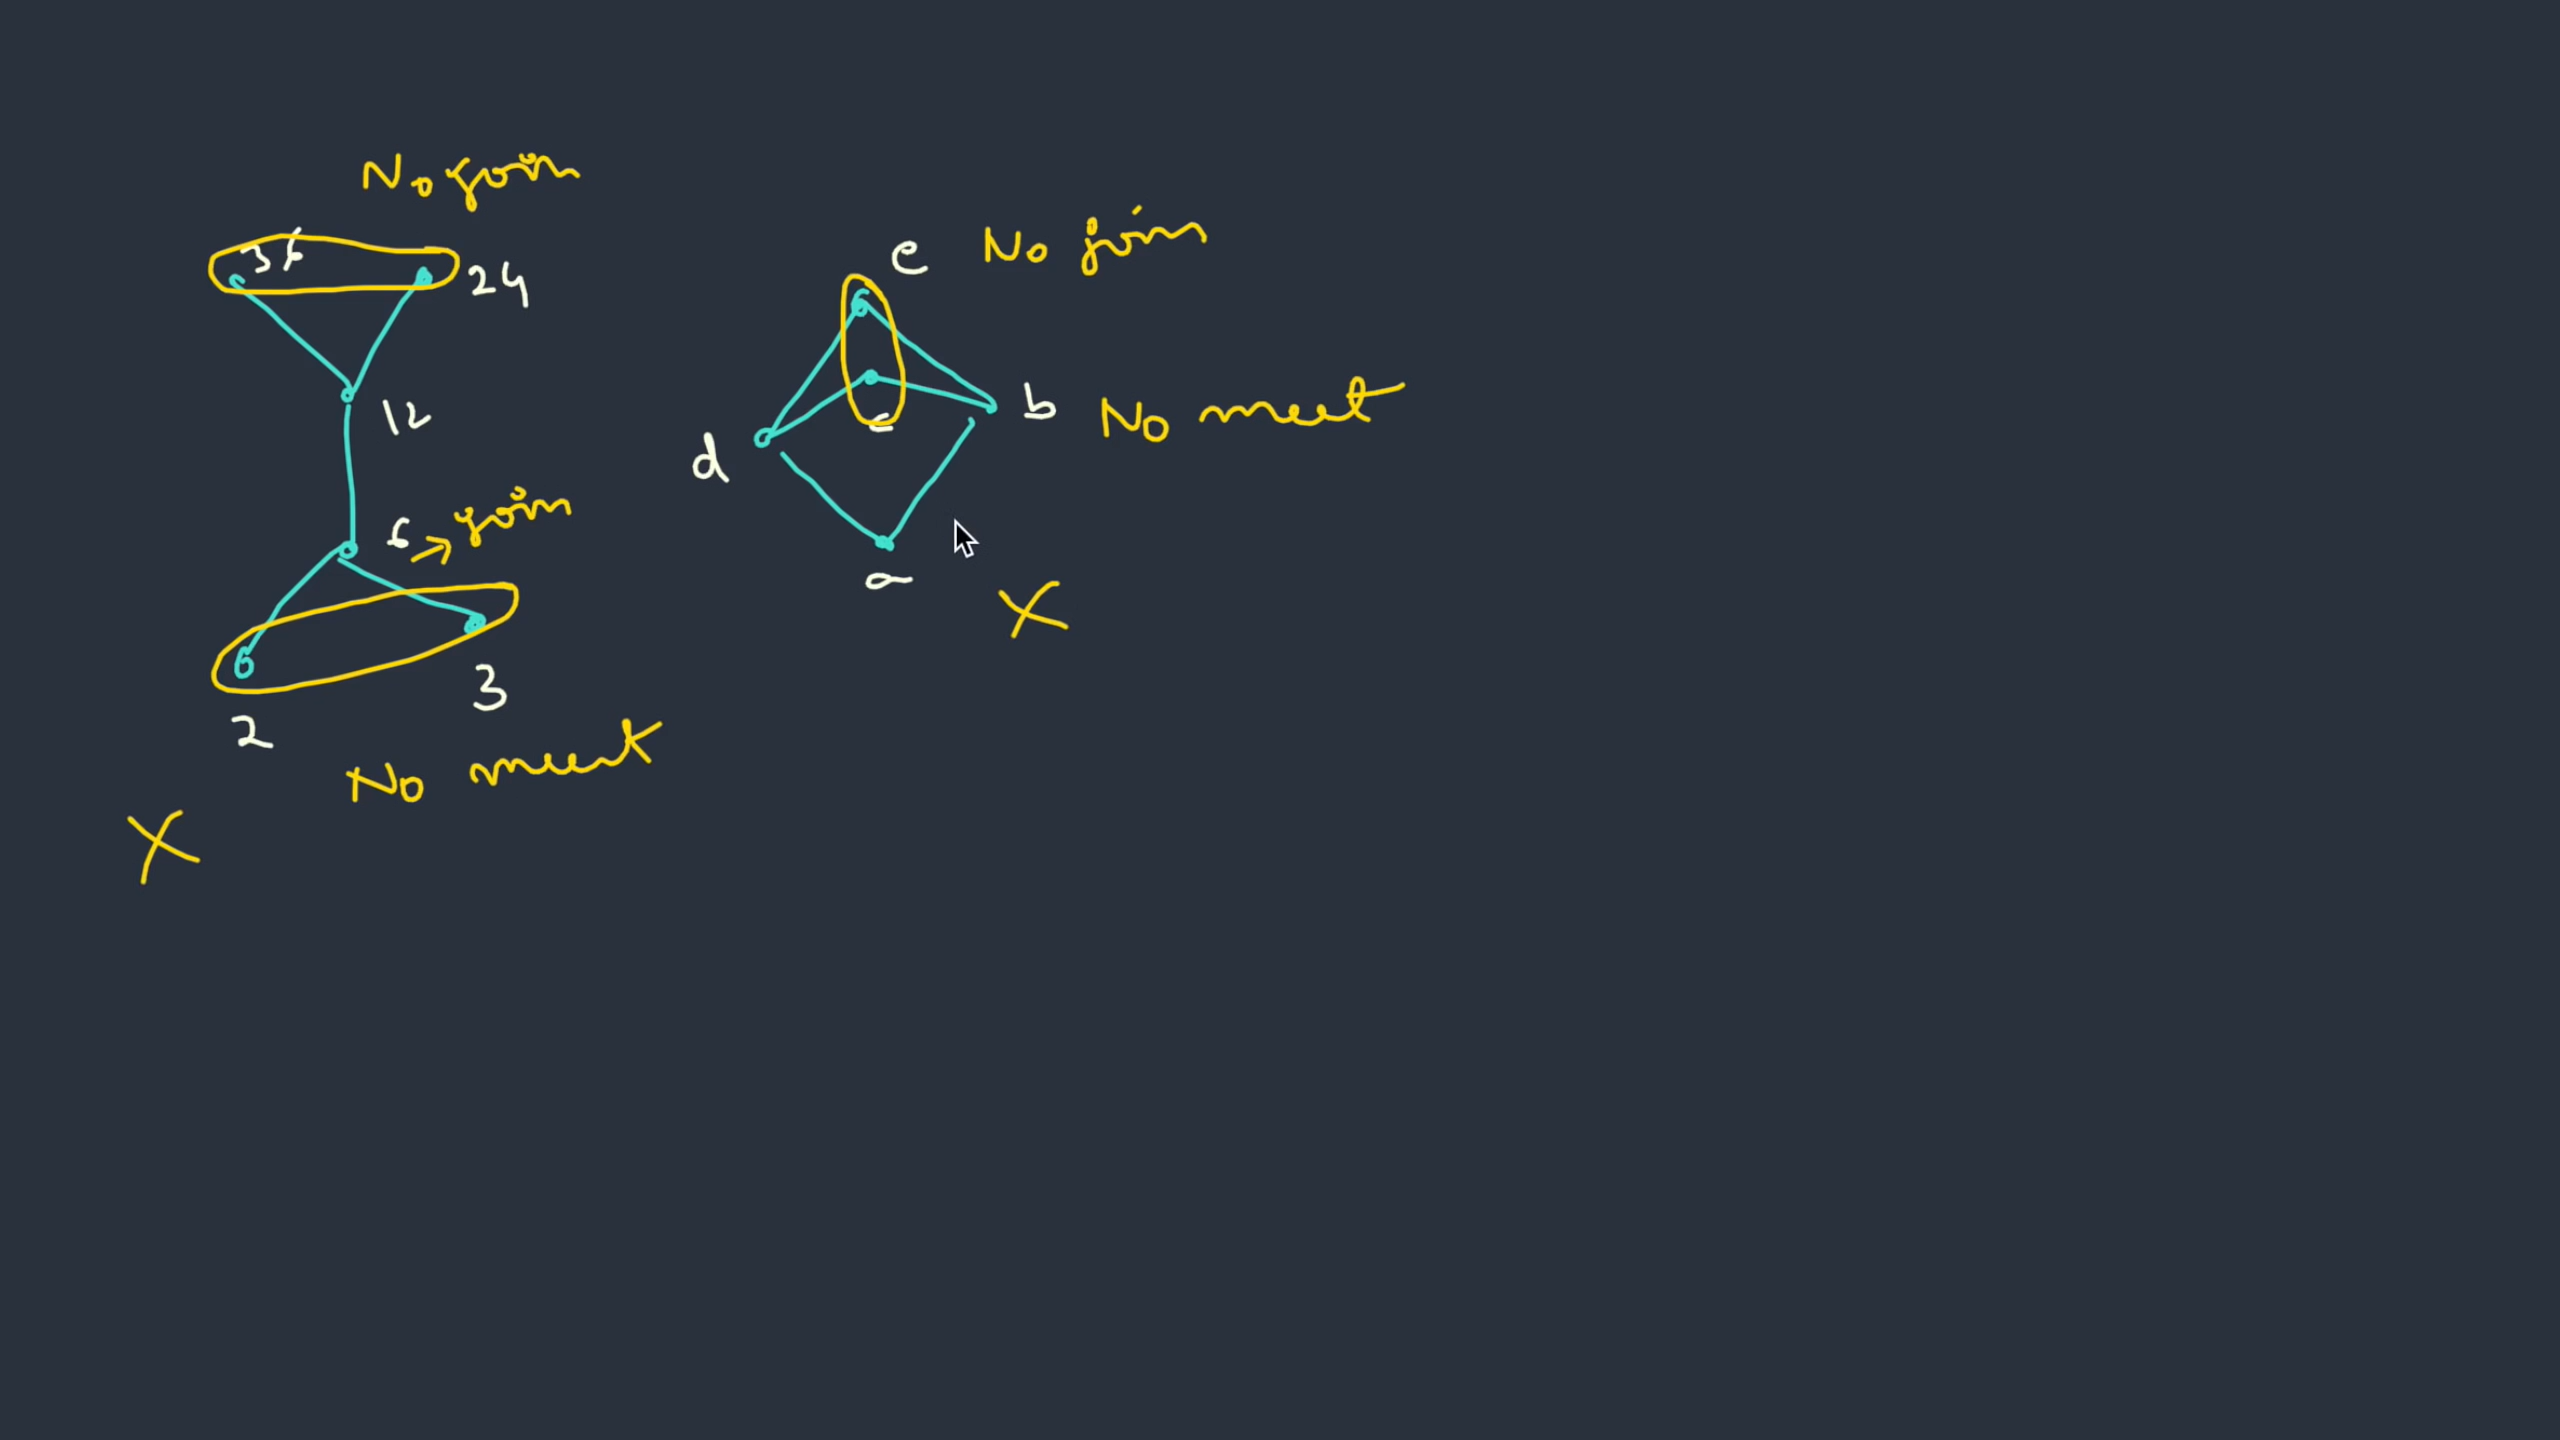 No join
36
24
12
6 → join
2
3
No meet
X
e No join
c
b No meet
d
a
X